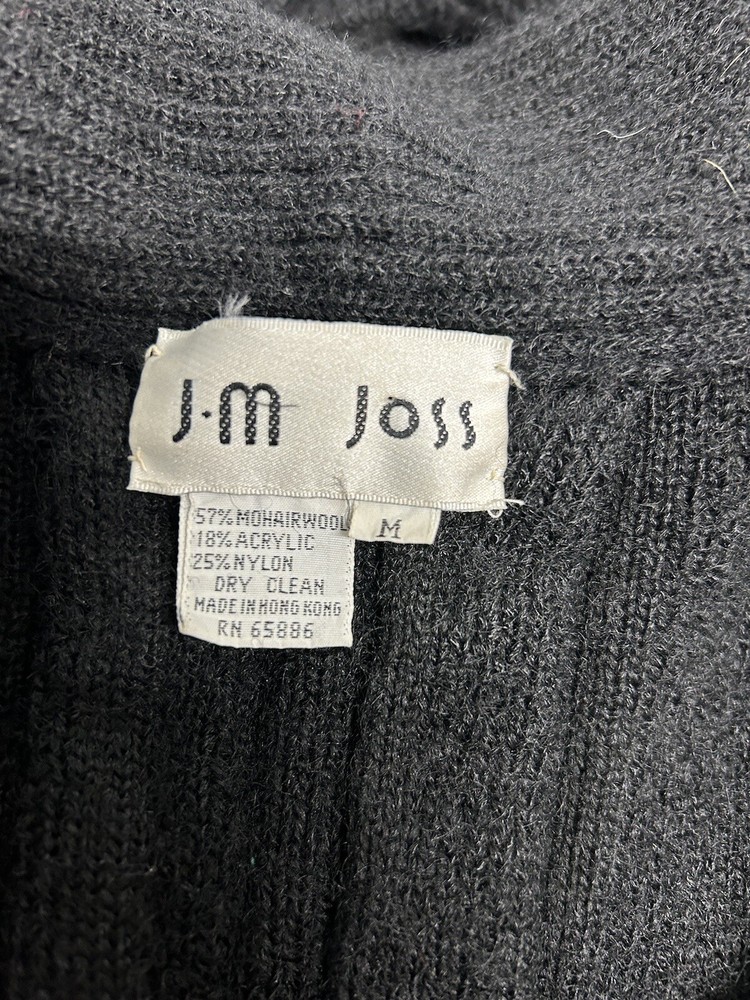 J·M Joss
57% MOHAIRWOOL
M
18% ACRYLIC
25% NYLON
DRY CLEAN
MADE IN HONG KONG
RN 65886